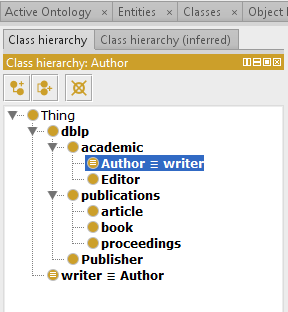 Active Ontology × Entities × Classes × Object
Class hierarchy Class hierarchy (inferred)
Class hierarchy: Author
Thing
dblp
academic
Author ≡ writer
Editor
publications
article
book
proceedings
Publisher
writer ≡ Author